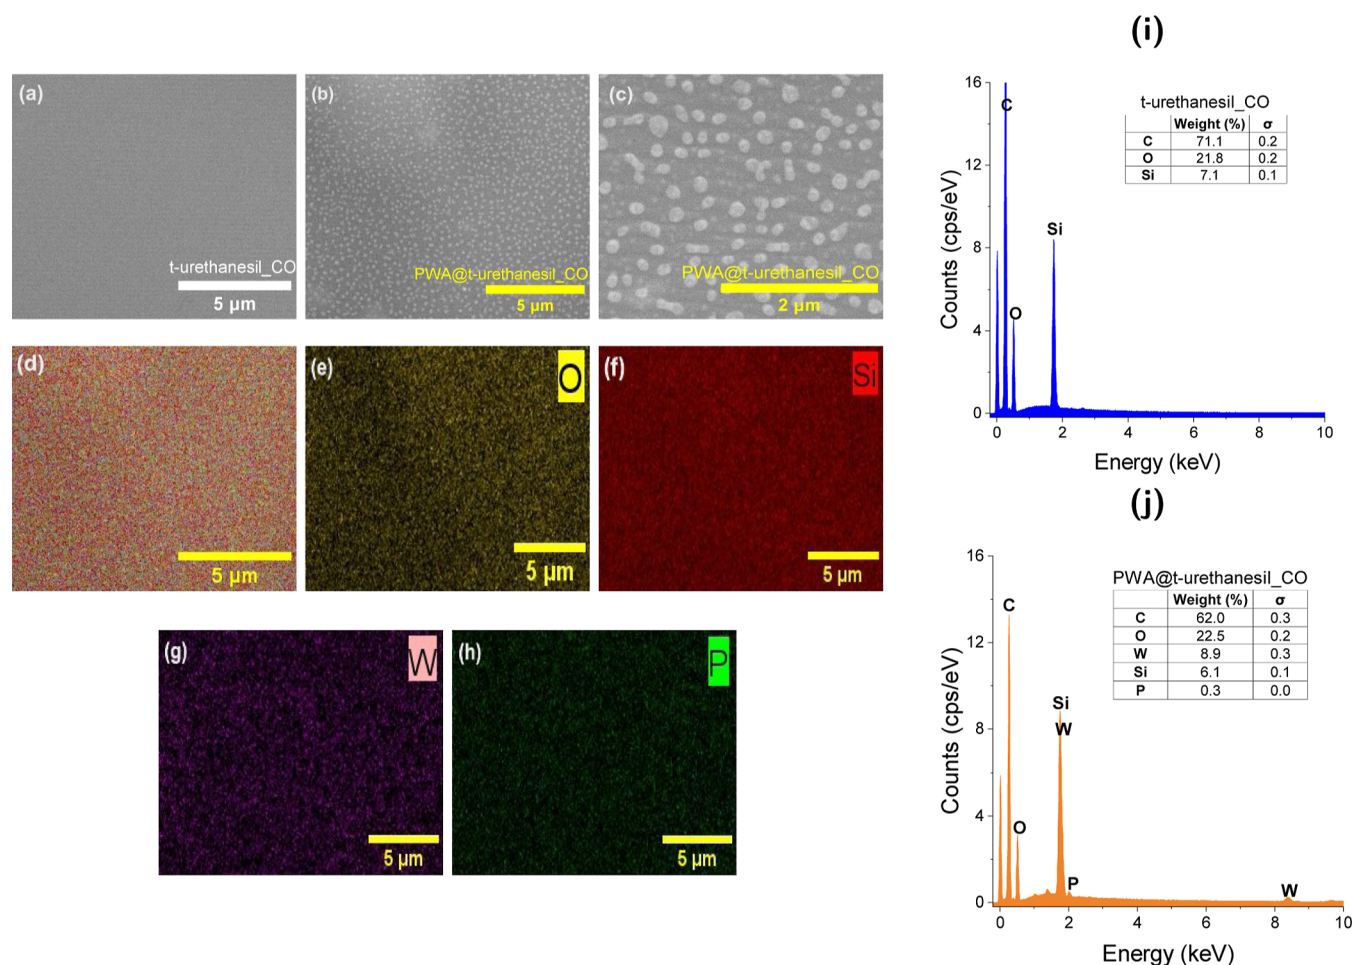 (a)
t-urethanesil_CO
5 μm
(b)
PWA@t-urethanesil_CO
5 μm
(c)
PWA@t-urethanesil_CO
2 μm
(d)
5 μm
(e)
O
5 μm
(f)
Si
5 μm
(g)
W
5 μm
(h)
P
5 μm
(i)
16
12
8
4
0
Counts (cps/eV)
C
O
Si
t-urethanesil_CO
Weight (%) σ
C 71.1 0.2
O 21.8 0.2
Si 7.1 0.1
0 2 4 6 8 10
Energy (keV)
(j)
16
12
8
4
0
Counts (cps/eV)
C
O
Si
W
P
W
PWA@t-urethanesil_CO
Weight (%) σ
C 62.0 0.3
O 22.5 0.2
W 8.9 0.3
Si 6.1 0.1
P 0.3 0.0
0 2 4 6 8 10
Energy (keV)